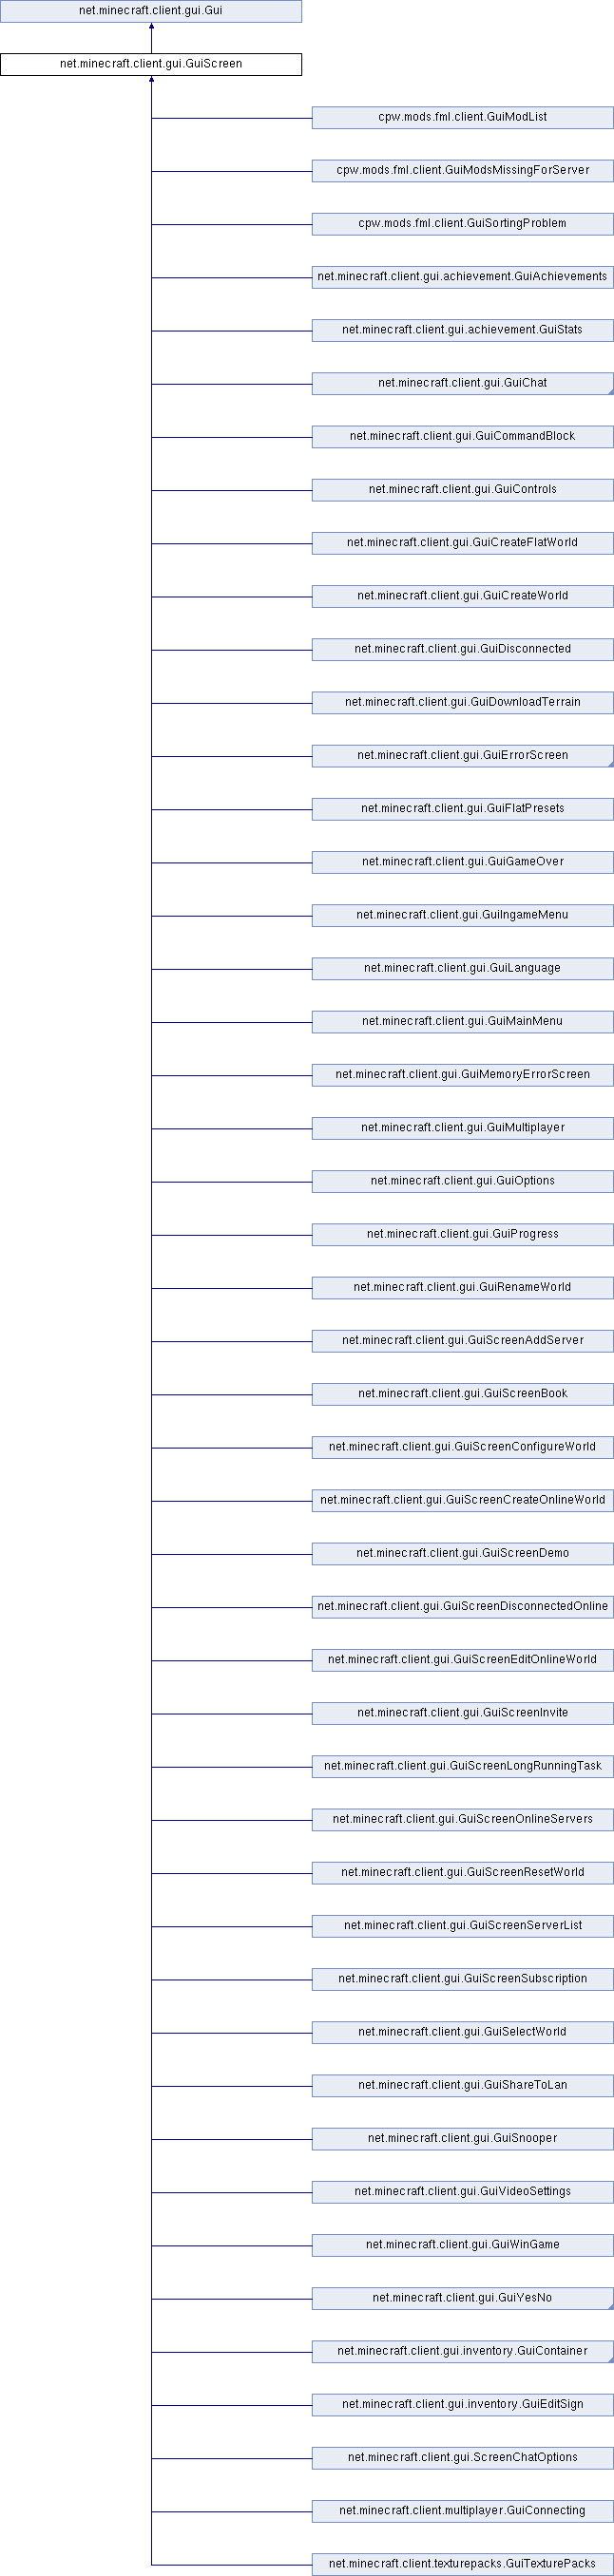 net.minecraft.client.gui.Gui
net.minecraft.client.gui.GuiScreen
cpw.mods.fml.client.GuiModList
cpw.mods.fml.client.GuiModsMissingForServer
cpw.mods.fml.client.GuiSortingProblem
net.minecraft.client.gui.achievement.GuiAchievements
net.minecraft.client.gui.achievement.GuiStats
net.minecraft.client.gui.GuiChat
net.minecraft.client.gui.GuiCommandBlock
net.minecraft.client.gui.GuiControls
net.minecraft.client.gui.GuiCreateFlatWorld
net.minecraft.client.gui.GuiCreateWorld
net.minecraft.client.gui.GuiDisconnected
net.minecraft.client.gui.GuiDownloadTerrain
net.minecraft.client.gui.GuiErrorScreen
net.minecraft.client.gui.GuiFlatPresets
net.minecraft.client.gui.GuiGameOver
net.minecraft.client.gui.GuiIngameMenu
net.minecraft.client.gui.GuiLanguage
net.minecraft.client.gui.GuiMainMenu
net.minecraft.client.gui.GuiMemoryErrorScreen
net.minecraft.client.gui.GuiMultiplayer
net.minecraft.client.gui.GuiOptions
net.minecraft.client.gui.GuiProgress
net.minecraft.client.gui.GuiRenameWorld
net.minecraft.client.gui.GuiScreenAddServer
net.minecraft.client.gui.GuiScreenBook
net.minecraft.client.gui.GuiScreenConfigureWorld
net.minecraft.client.gui.GuiScreenCreateOnlineWorld
net.minecraft.client.gui.GuiScreenDemo
net.minecraft.client.gui.GuiScreenDisconnectedOnline
net.minecraft.client.gui.GuiScreenEditOnlineWorld
net.minecraft.client.gui.GuiScreenInvite
net.minecraft.client.gui.GuiScreenLongRunningTask
net.minecraft.client.gui.GuiScreenOnlineServers
net.minecraft.client.gui.GuiScreenResetWorld
net.minecraft.client.gui.GuiScreenServerList
net.minecraft.client.gui.GuiScreenSubscription
net.minecraft.client.gui.GuiSelectWorld
net.minecraft.client.gui.GuiShareToLan
net.minecraft.client.gui.GuiSnooper
net.minecraft.client.gui.GuiVideoSettings
net.minecraft.client.gui.GuiWinGame
net.minecraft.client.gui.GuiYesNo
net.minecraft.client.gui.inventory.GuiContainer
net.minecraft.client.gui.inventory.GuiEditSign
net.minecraft.client.gui.ScreenChatOptions
net.minecraft.client.multiplayer.GuiConnecting
net.minecraft.client.texturepacks.GuiTexturePacks